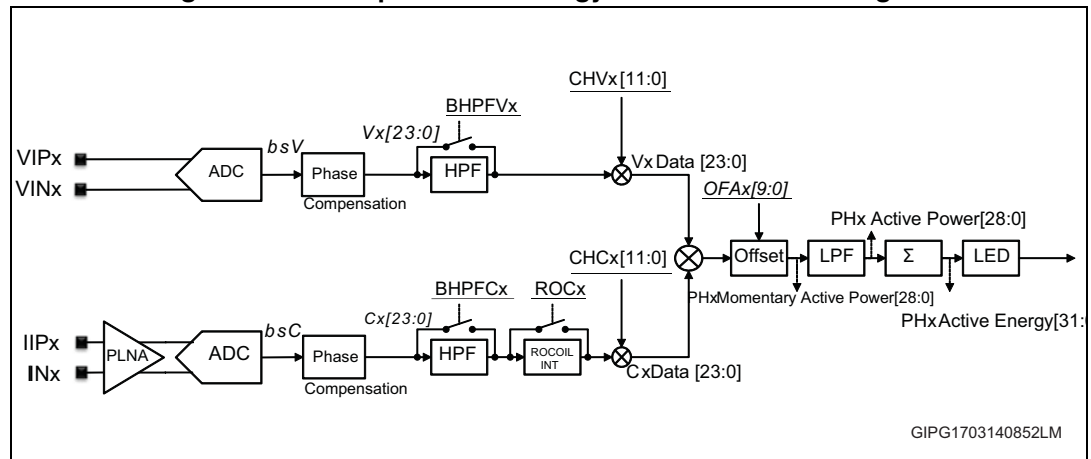 CHVx[11:0]
BHPFVx
bsV
Vx[23:0]
VIPx
VINx
ADC
Phase
Compensation
HPF
VxData [23:0]
OFAx[9:0]
PHx Active Power[28:0]
CHCx[11:0]
Offset
LPF
Σ
LED
BHPFCx
ROCx
PHxMomentary Active Power[28:0]
bsC
Cx[23:0]
PHxActive Energy[31:0
IIPx
INx
PLNA
ADC
Phase
Compensation
HPF
ROCOIL
INT
CxData [23:0]
GIPG1703140852LM